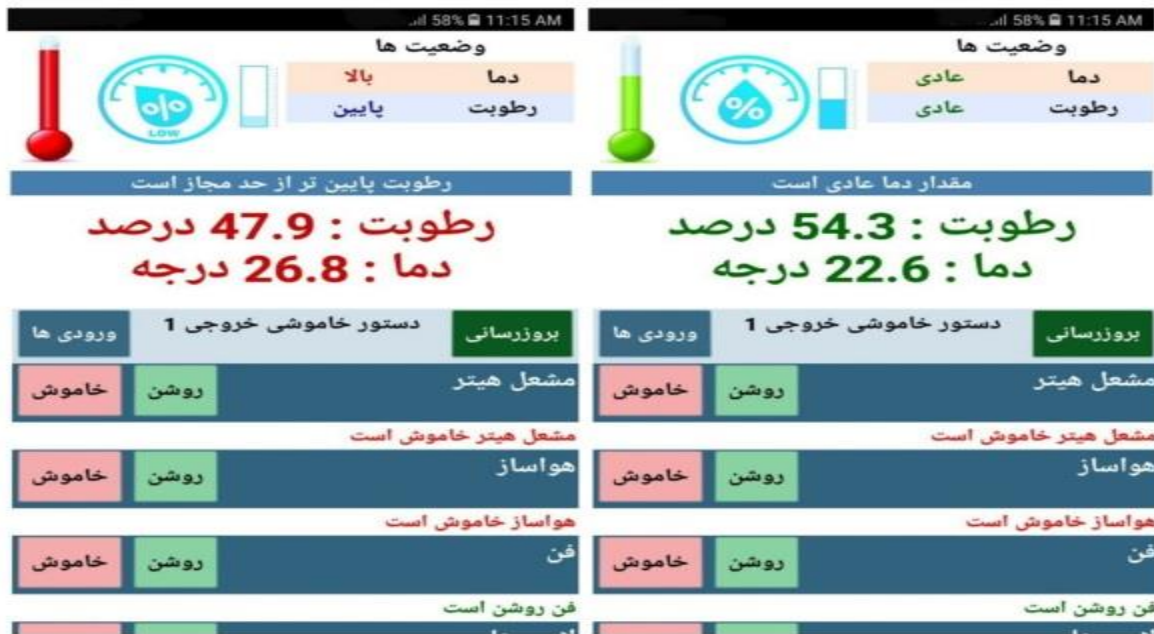 .ıl 58% 11:15 AM
وضعیت ها
دما عادی
رطوبت عادی
%
مقدار دما عادی است
رطوبت : 54.3 درصد
دما : 22.6 درجه
بروزرسانی دستور خاموشی خروجی 1 ورودی ها
مشعل هیتر روشن خاموش
مشعل هیتر خاموش است
هواساز روشن خاموش
هواساز خاموش است
فن روشن خاموش
فن روشن است
.ıl 58% 11:15 AM
وضعیت ها
دما بالا
رطوبت پایین
%
LOW
رطوبت پایین تر از حد مجاز است
رطوبت : 47.9 درصد
دما : 26.8 درجه
بروزرسانی دستور خاموشی خروجی 1 ورودی ها
مشعل هیتر روشن خاموش
مشعل هیتر خاموش است
هواساز روشن خاموش
هواساز خاموش است
فن روشن خاموش
فن روشن است